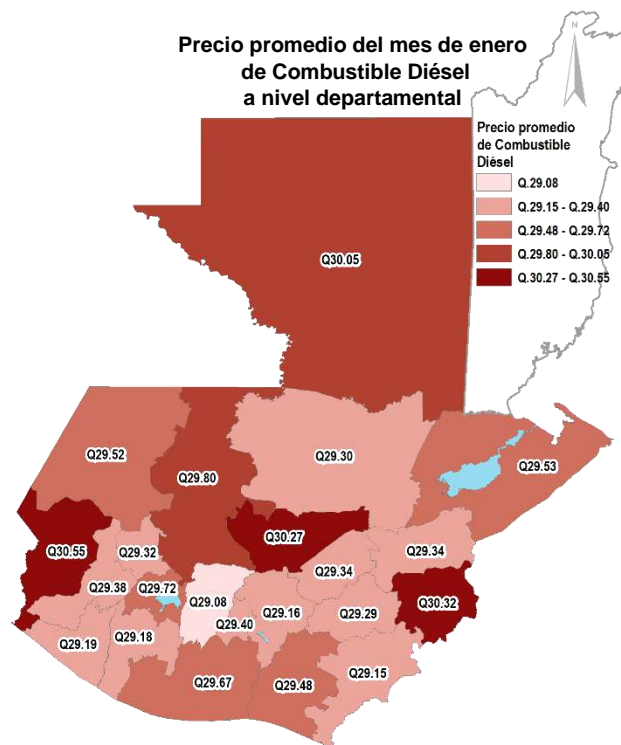 Precio promedio del mes de enero
de Combustible Diésel
a nivel departamental
N
Precio promedio
de Combustible
Diésel
Q.29.08
Q.29.15 - Q.29.40
Q.29.48 - Q.29.72
Q.29.80 - Q.30.05
Q.30.27 - Q.30.55
Q30.05
Q29.52
Q29.80
Q29.30
Q29.53
Q30.55
Q29.32
Q30.27
Q29.34
Q29.34
Q29.38
Q29.72
Q29.08
Q29.40
Q29.16
Q29.29
Q30.32
Q29.19
Q29.18
Q29.67
Q29.48
Q29.15